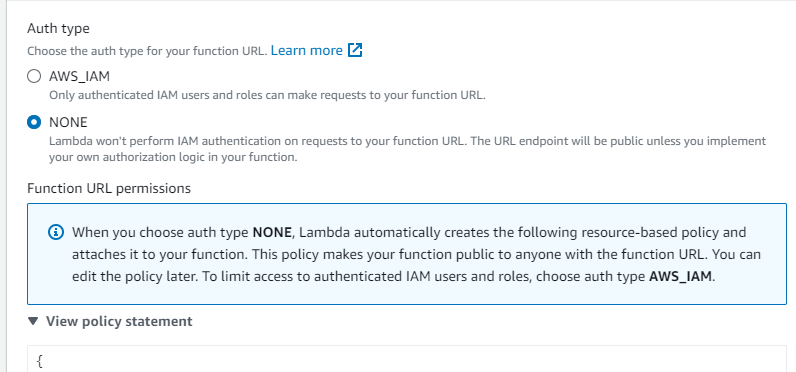 Auth type
Choose the auth type for your function URL. Learn more
AWS_IAM
Only authenticated IAM users and roles can make requests to your function URL.
NONE
Lambda won't perform IAM authentication on requests to your function URL. The URL endpoint will be public unless you implement
your own authorization logic in your function.
Function URL permissions
When you choose auth type NONE, Lambda automatically creates the following resource-based policy and
attaches it to your function. This policy makes your function public to anyone with the function URL. You can
edit the policy later. To limit access to authenticated IAM users and roles, choose auth type AWS_IAM.
View policy statement
{